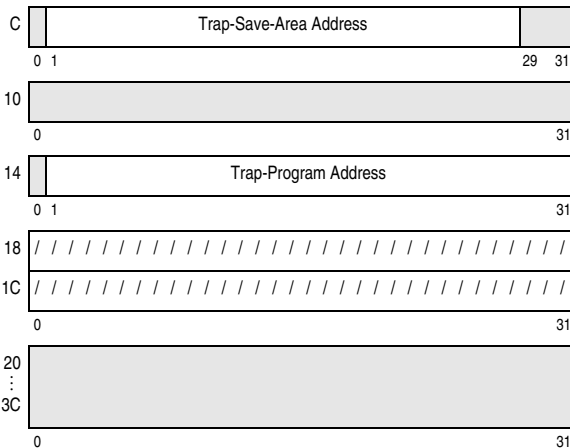 C Trap-Save-Area Address
0 1 29 31
10
0 31
14 Trap-Program Address
0 1 31
18 / / / / / / / / / / / / / / / / / / / / / / / / / / / / / / / /
1C / / / / / / / / / / / / / / / / / / / / / / / / / / / / / / / /
0 31
20
⋮
3C
0 31